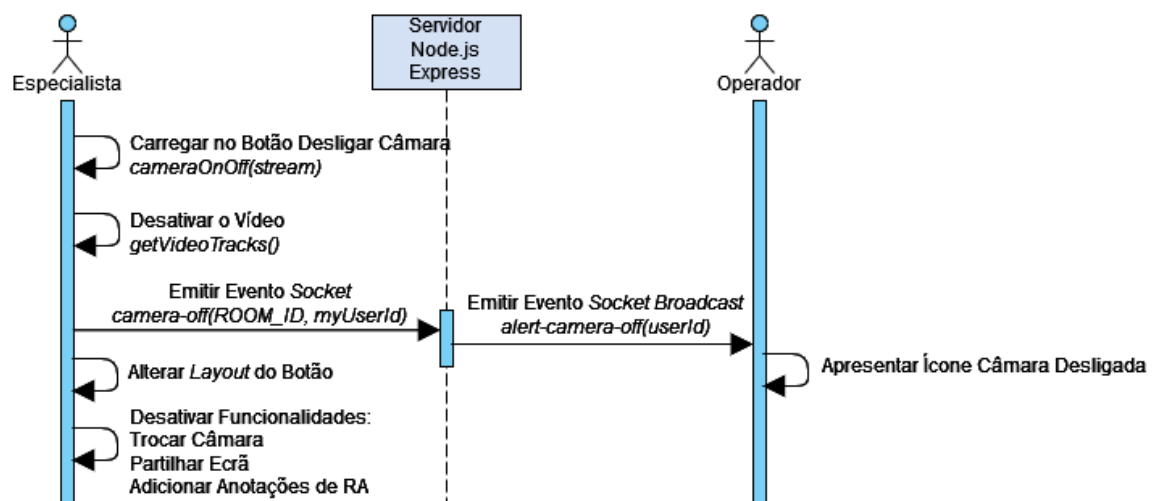 Servidor
Node.js
Express
Especialista
Operador
Carregar no Botão Desligar Câmara
cameraOnOff(stream)
Desativar o Vídeo
getVideoTracks()
Emitir Evento Socket
camera-off(ROOM_ID, myUserId)
Emitir Evento Socket Broadcast
alert-camera-off(userId)
Alterar Layout do Botão
Apresentar Ícone Câmara Desligada
Desativar Funcionalidades:
Trocar Câmara
Partilhar Ecrã
Adicionar Anotações de RA